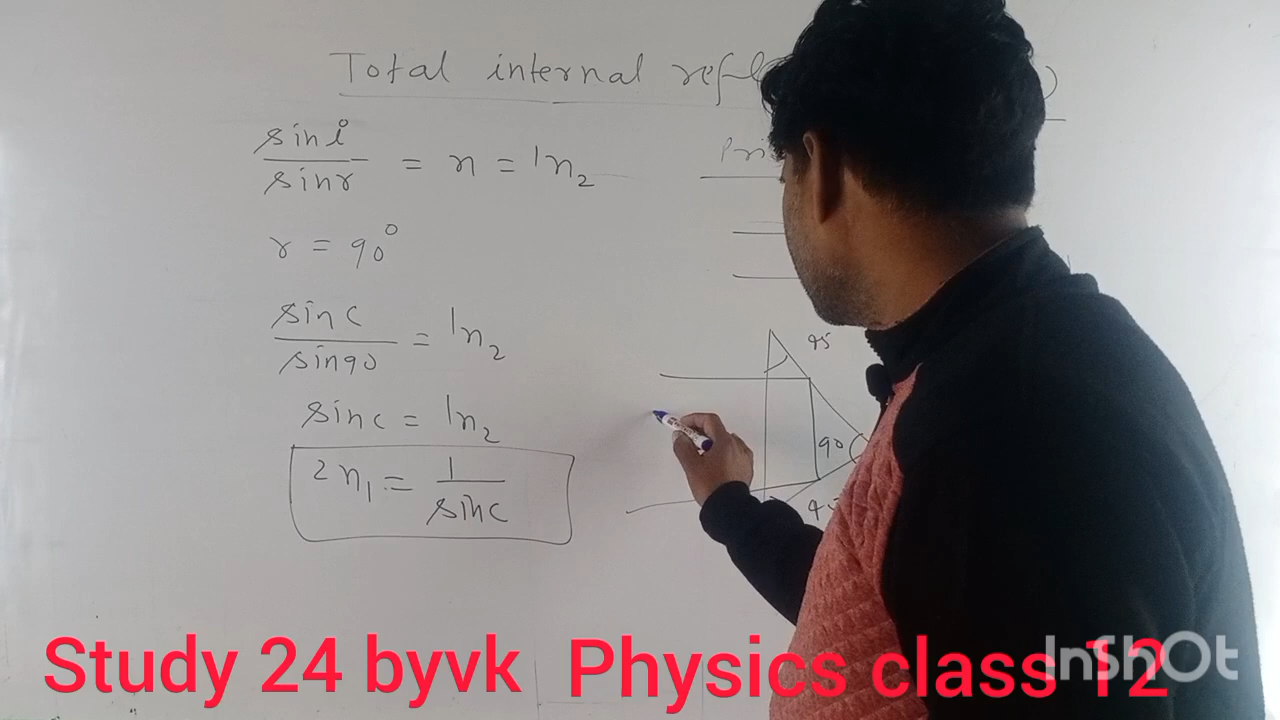 Total internal
sin i / sin r = n = ¹n₂
r = 90°
sin c / sin 90 = ¹n₂
sin c = ¹n₂
²n₁ = 1 / sin c
45
90
45
Study 24 byvk Physics class 12
InShOt